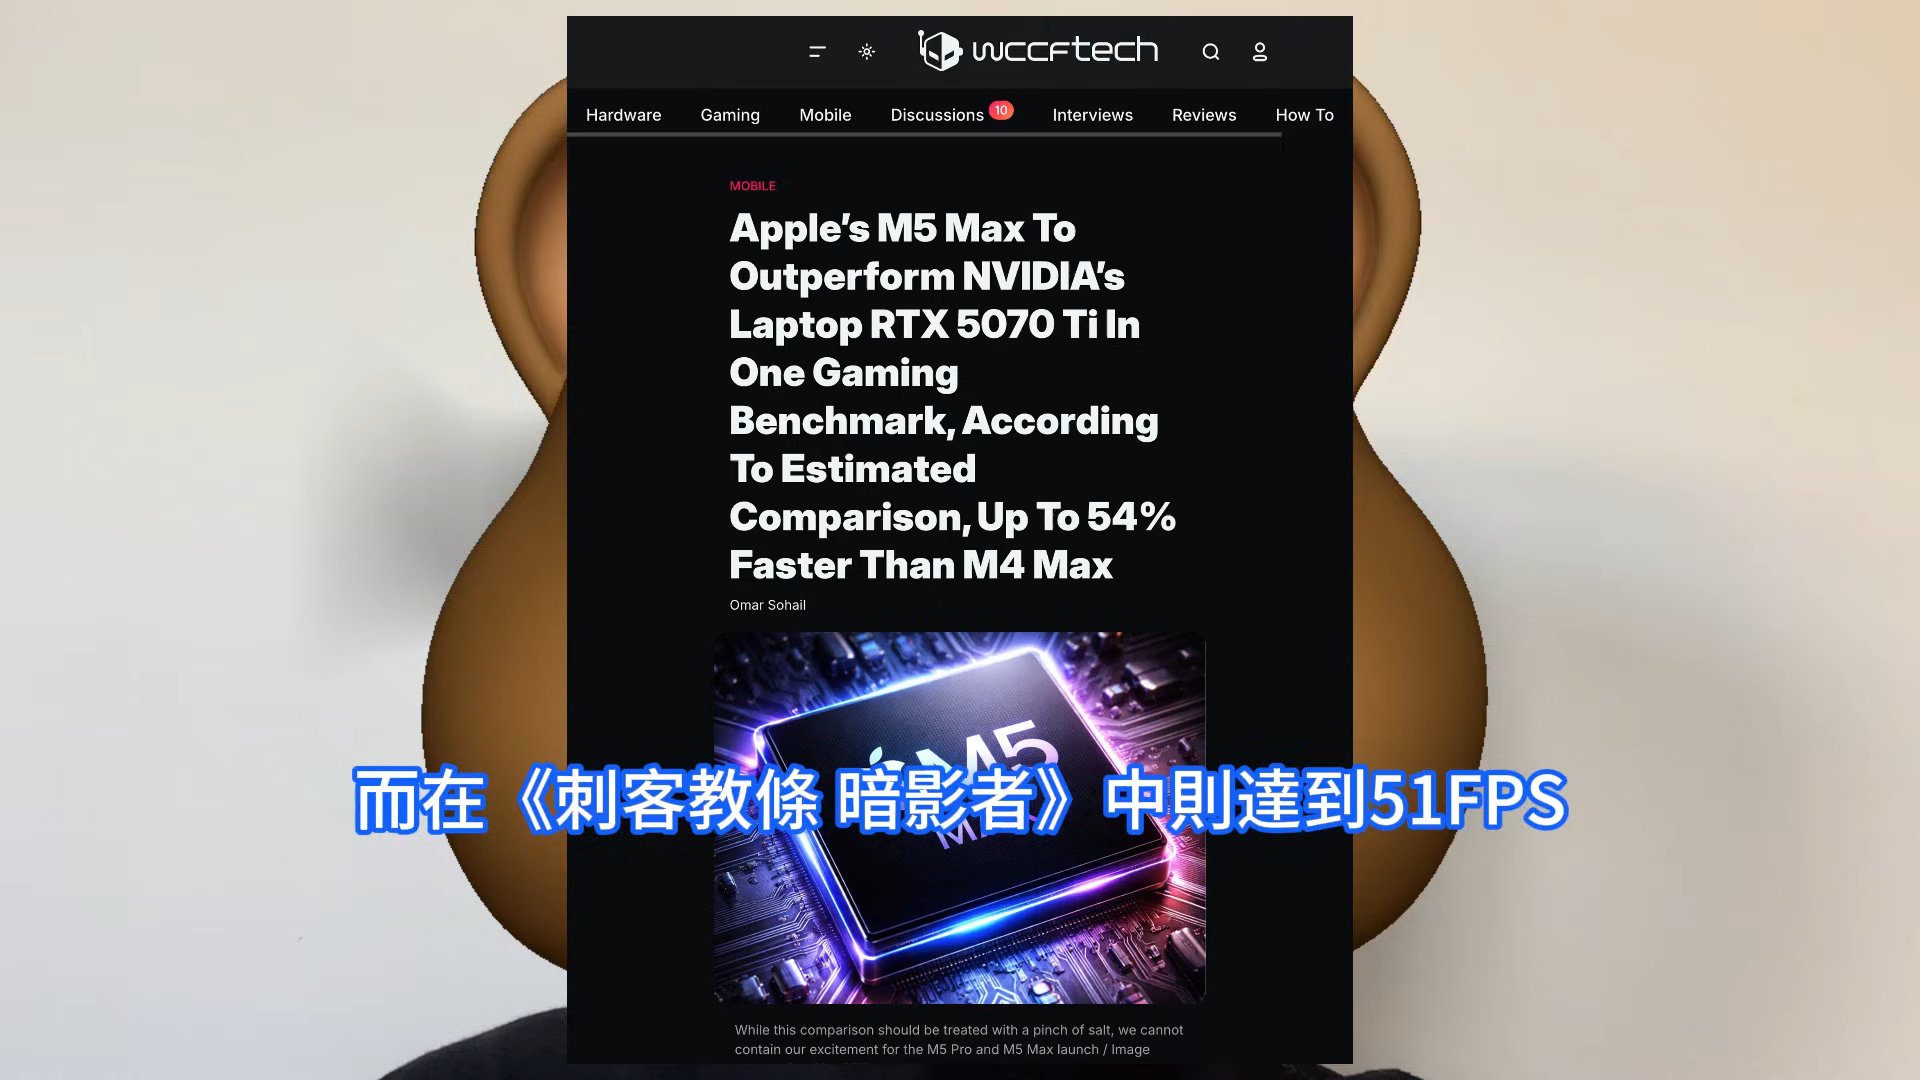 wccftech
Hardware Gaming Mobile Discussions 10 Interviews Reviews How To
MOBILE
Apple’s M5 Max To
Outperform NVIDIA’s
Laptop RTX 5070 Ti In
One Gaming
Benchmark, According
To Estimated
Comparison, Up To 54%
Faster Than M4 Max
Omar Sohail
M5
而在《刺客教條 暗影者》中則達到51FPS
While this comparison should be treated with a pinch of salt, we cannot
contain our excitement for the M5 Pro and M5 Max launch / Image